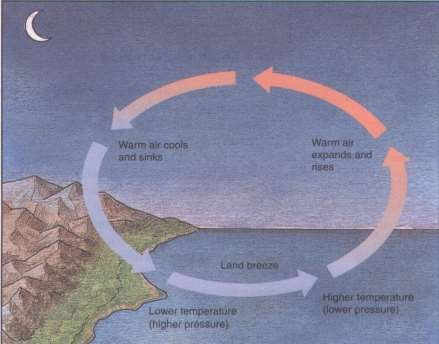 Warm air cools
and sinks
Warm air
expands and
rises
Land breeze
Lower temperature
(higher pressure)
Higher temperature
(lower pressure)